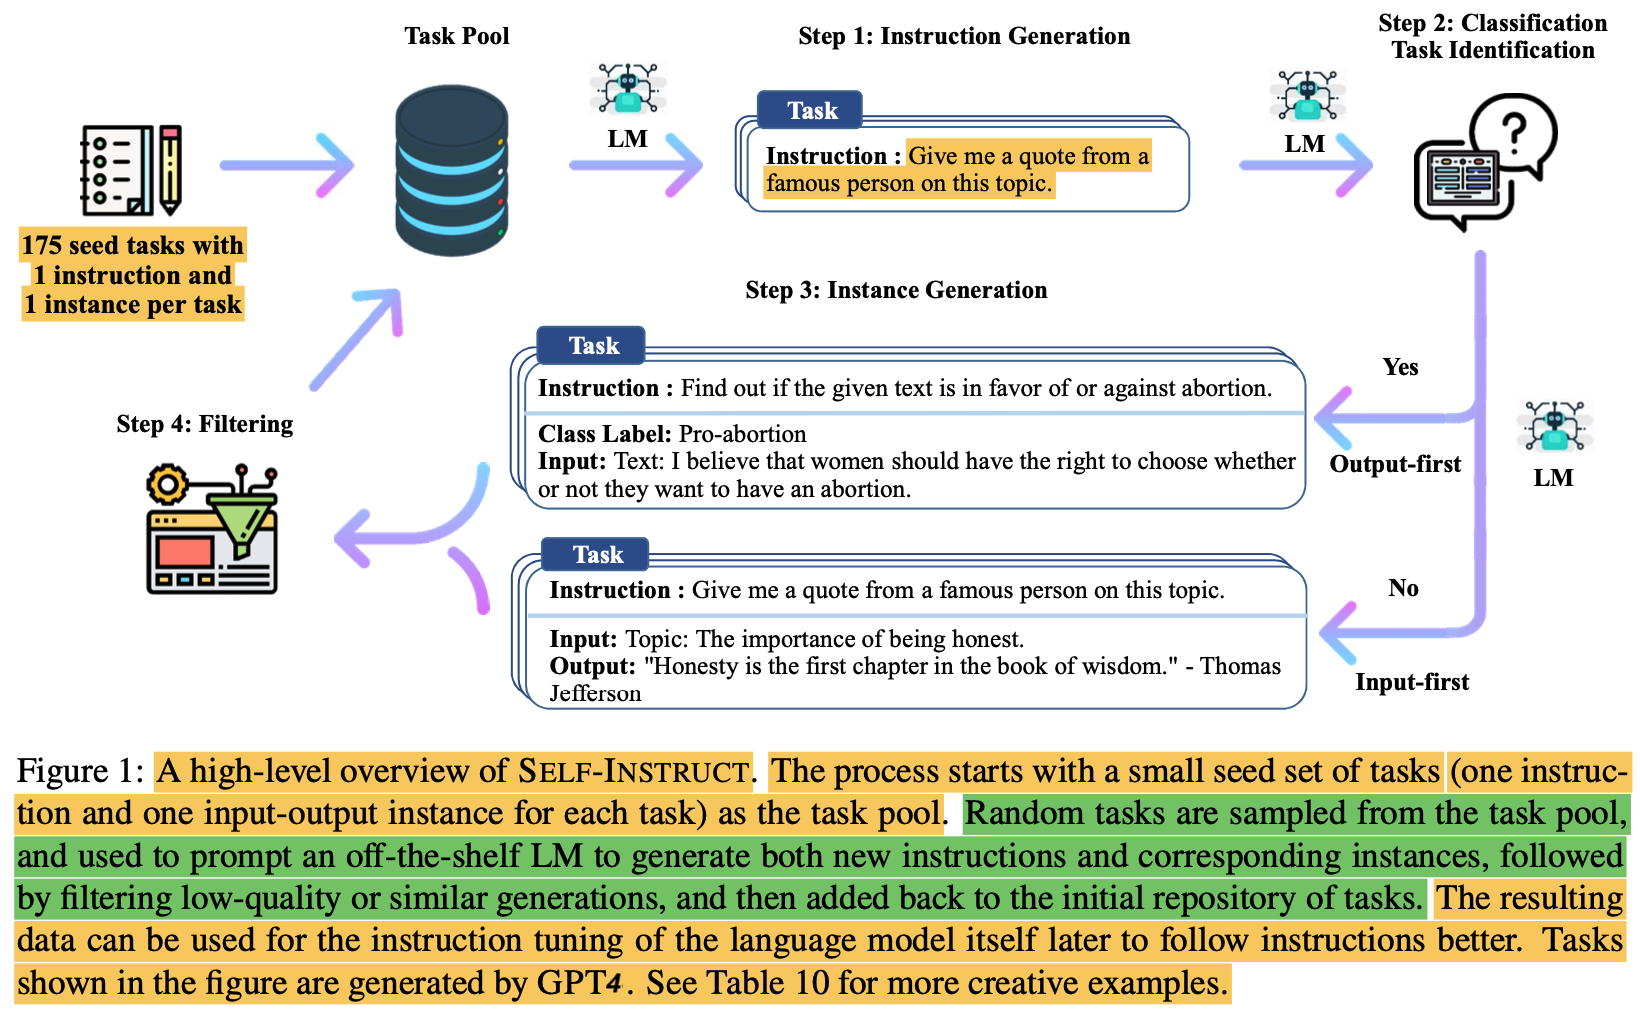 Task Pool
Step 1: Instruction Generation
Step 2: Classification
Task Identification
LM
LM
Task
Instruction : Give me a quote from a
famous person on this topic.
?
175 seed tasks with
1 instruction and
1 instance per task
Step 3: Instance Generation
Task
Instruction : Find out if the given text is in favor of or against abortion.
Class Label: Pro-abortion
Input: Text: I believe that women should have the right to choose whether
or not they want to have an abortion.
Yes
Output-first
LM
Step 4: Filtering
Task
Instruction : Give me a quote from a famous person on this topic.
Input: Topic: The importance of being honest.
Output: "Honesty is the first chapter in the book of wisdom." - Thomas
Jefferson
No
Input-first
Figure 1: A high-level overview of SELF-INSTRUCT. The process starts with a small seed set of tasks (one instruc-
tion and one input-output instance for each task) as the task pool. Random tasks are sampled from the task pool,
and used to prompt an off-the-shelf LM to generate both new instructions and corresponding instances, followed
by filtering low-quality or similar generations, and then added back to the initial repository of tasks. The resulting
data can be used for the instruction tuning of the language model itself later to follow instructions better. Tasks
shown in the figure are generated by GPT4. See Table 10 for more creative examples.